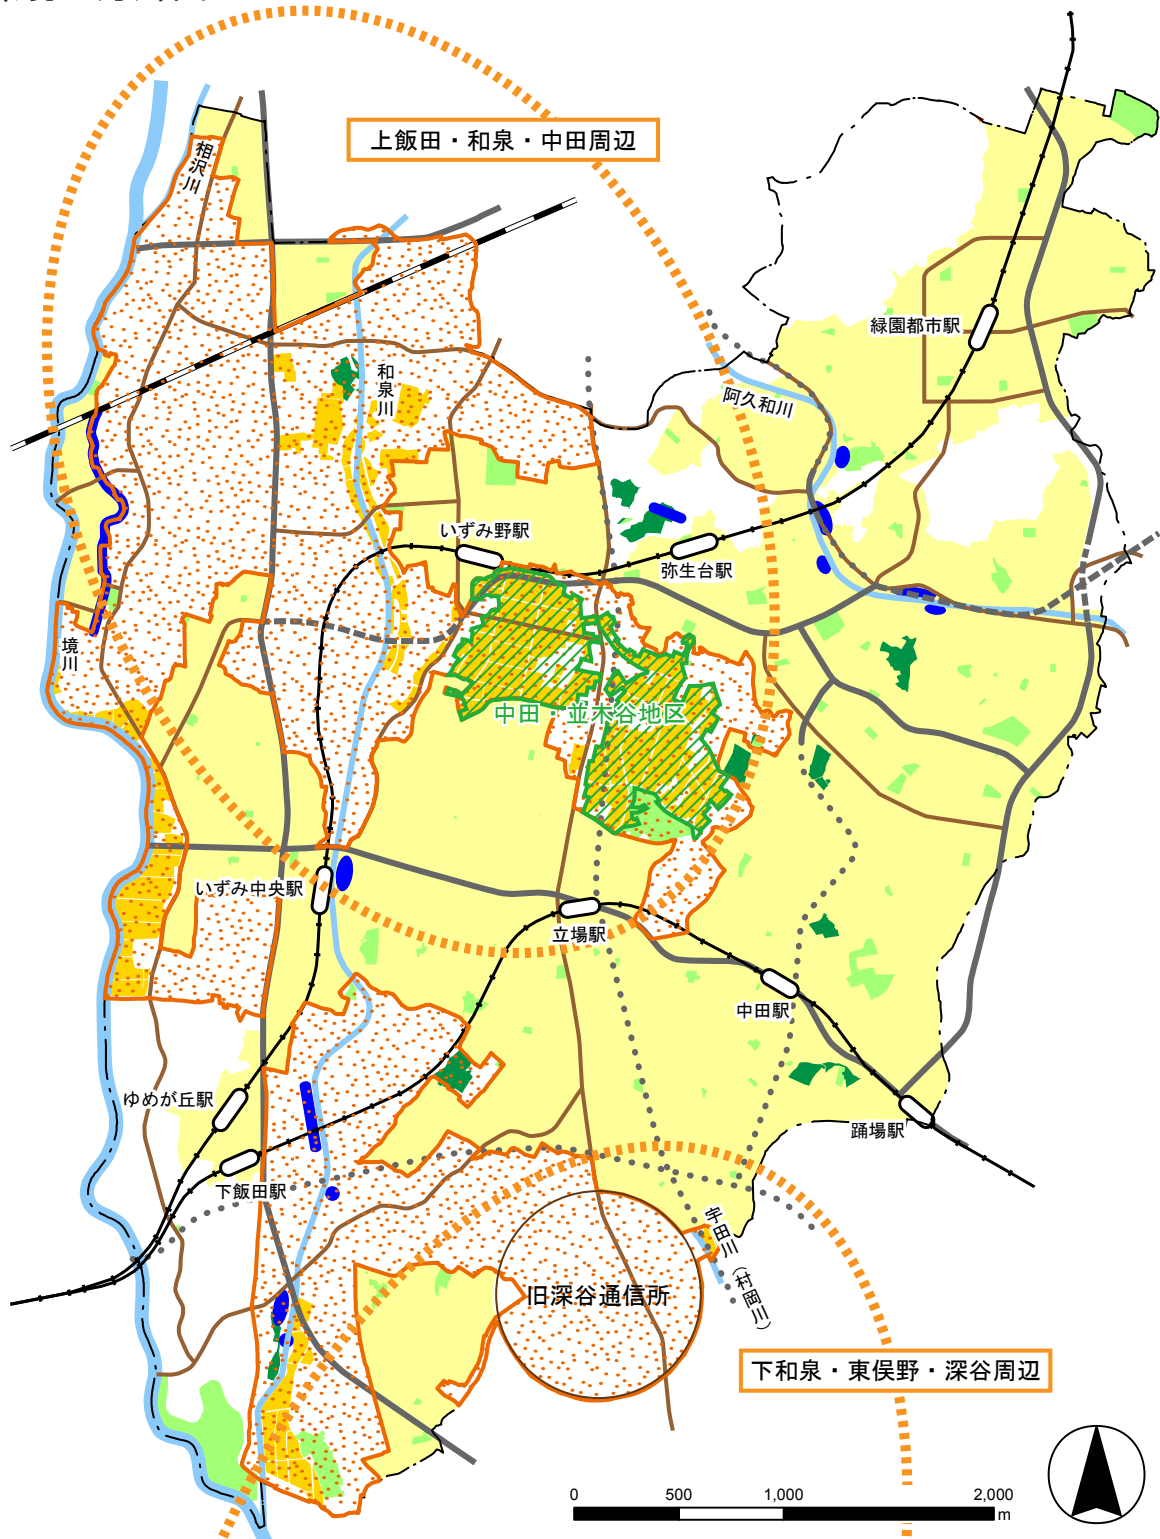 上飯田・和泉・中田周辺
相沢川
緑園都市駅
和泉川
阿久和川
いずみ野駅
弥生台駅
境川
中田・並木谷地区
いずみ中央駅
立場駅
中田駅
ゆめが丘駅
踊場駅
下飯田駅
宇田川（村岡川）
旧深谷通信所
下和泉・東俣野・深谷周辺
0 500 1,000 2,000
m